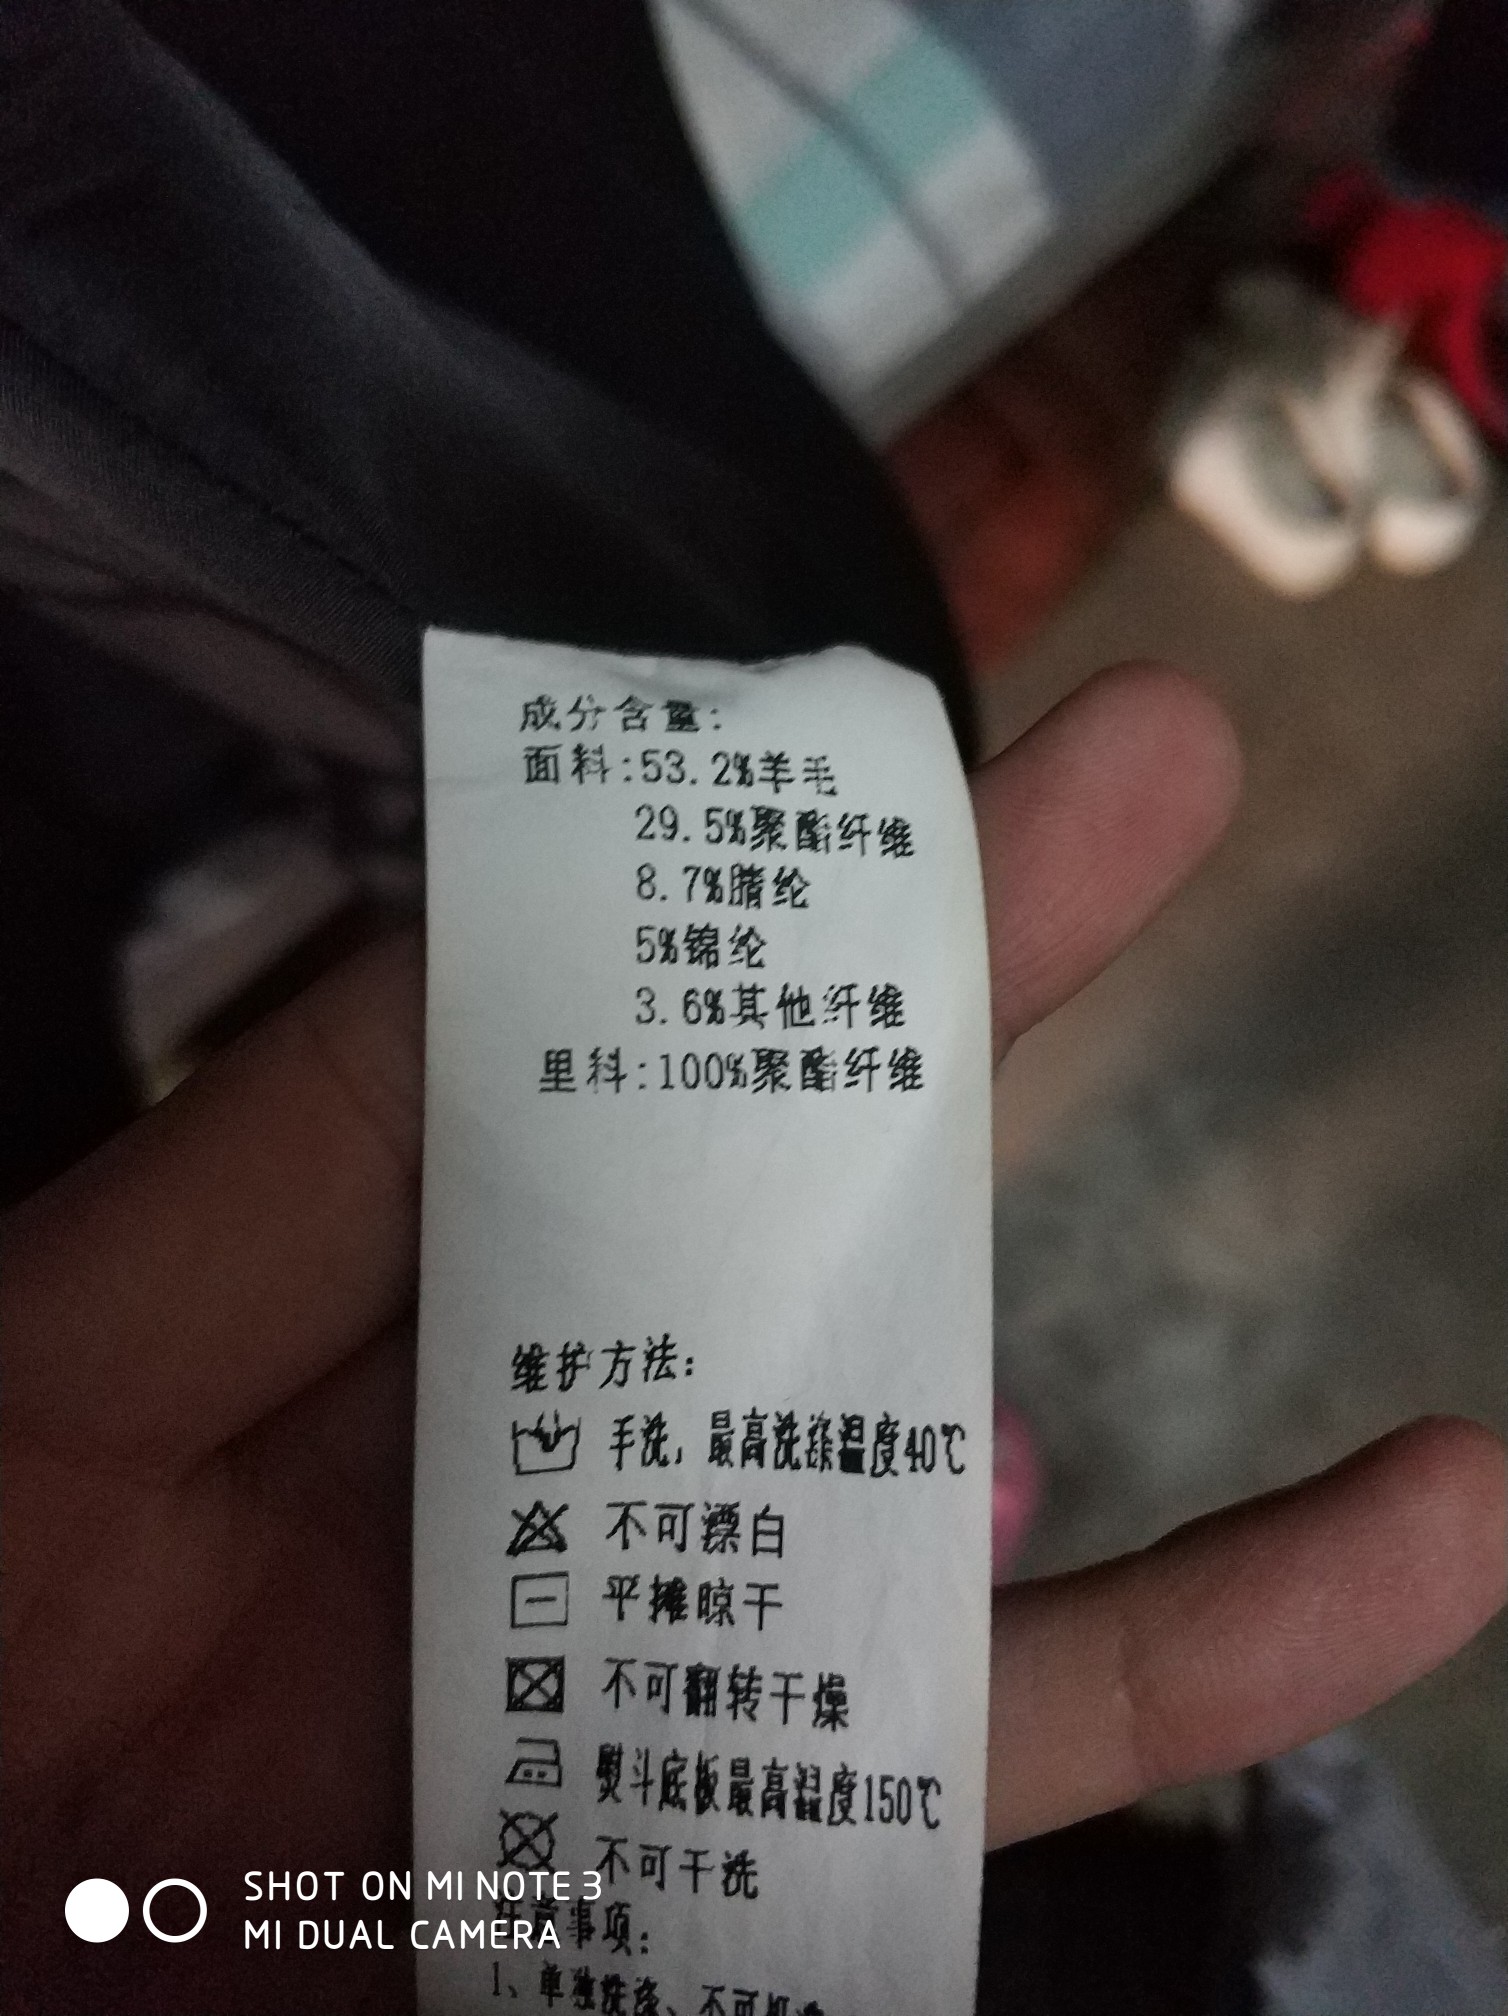 成分含量:
面料:53.2%羊毛
29.5%聚酯纤维
8.7%腈纶
5%锦纶
3.6%其他纤维
里料:100%聚酯纤维
维护方法:
手洗,最高洗涤温度40℃
不可漂白
平摊晾干
不可翻转干燥
熨斗底板最高温度150℃
不可干洗
SHOT ON MI NOTE 3
注意事项:
MI DUAL CAMERA
1、单独洗涤、不可